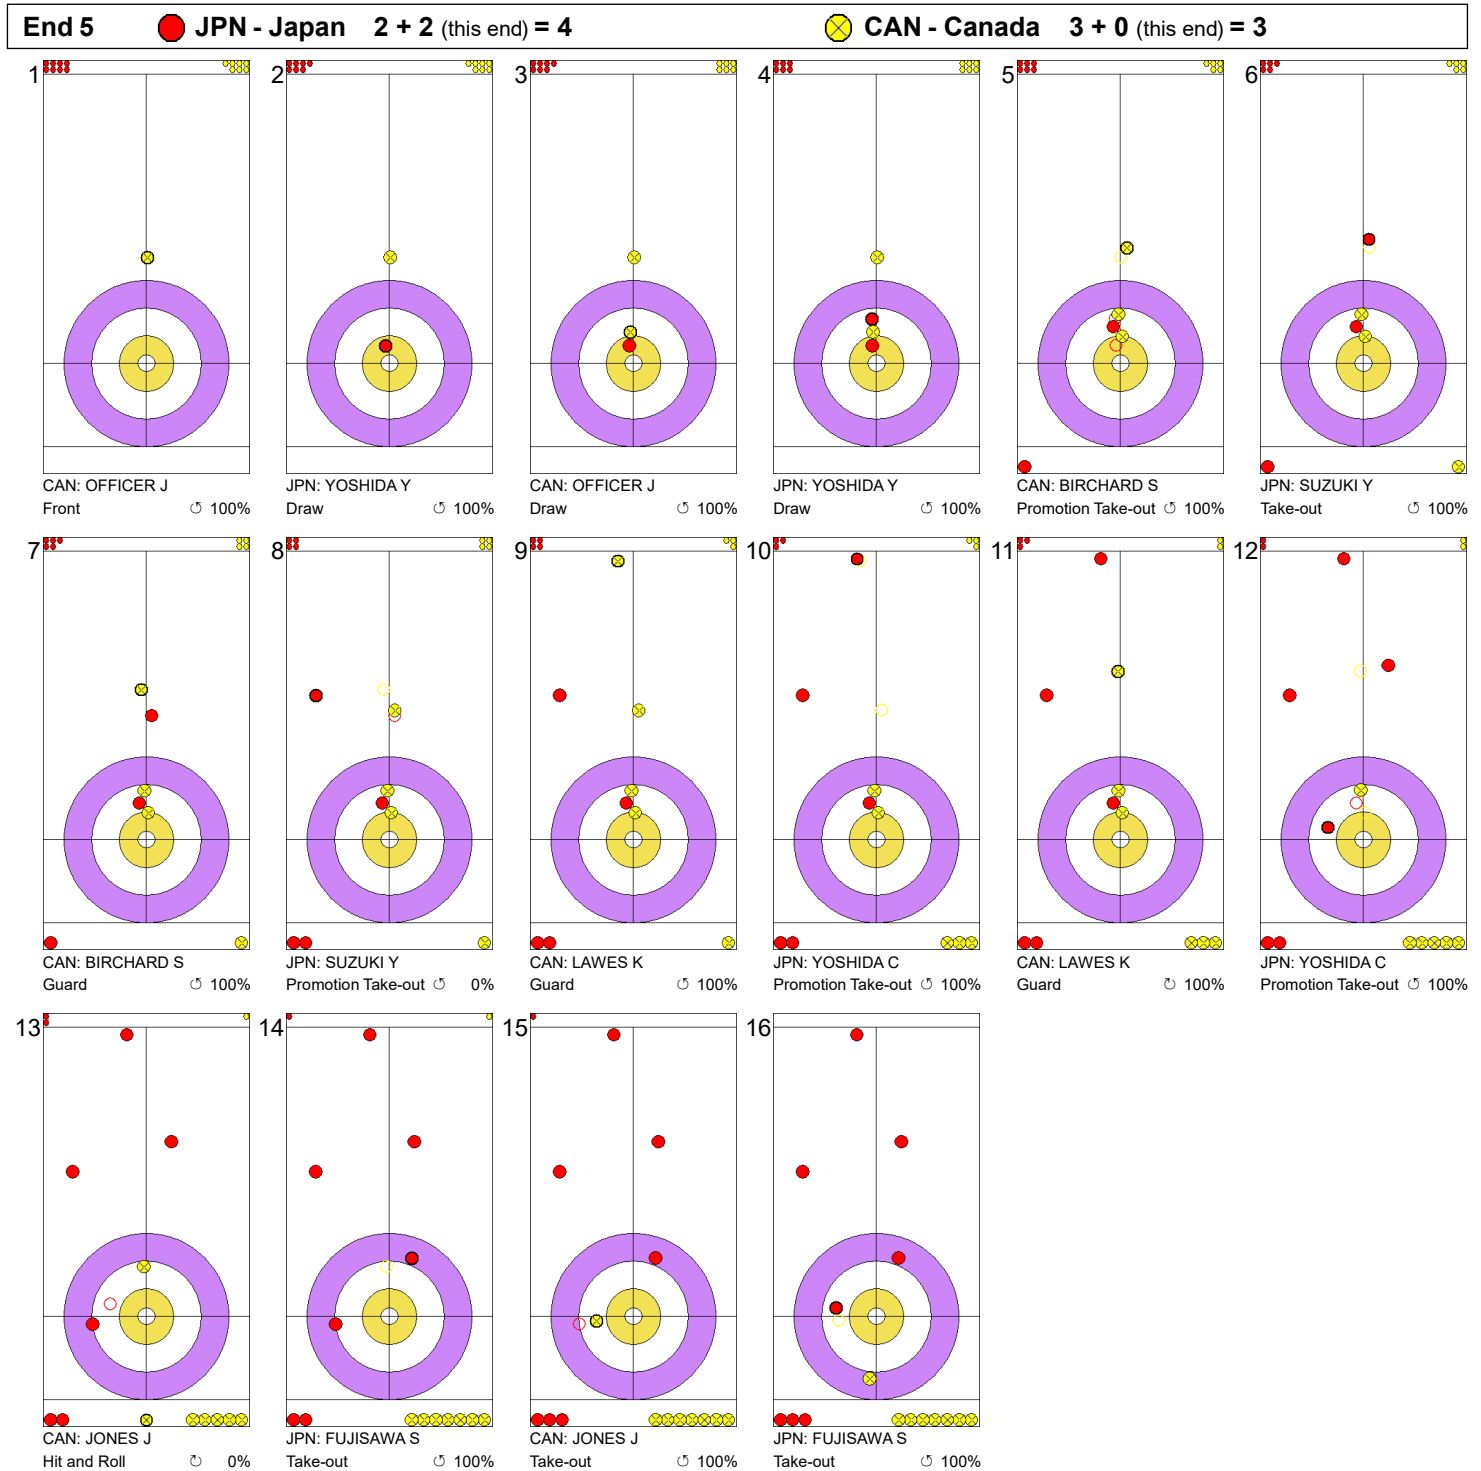 End 5 JPN - Japan 2 + 2 (this end) = 4 CAN - Canada 3 + 0 (this end) = 3
1 2 3 4 5 6
CAN: OFFICER J JPN: YOSHIDA Y CAN: OFFICER J JPN: YOSHIDA Y CAN: BIRCHARD S JPN: SUZUKI Y
Front ↺ 100% Draw ↺ 100% Draw ↺ 100% Draw ↺ 100% Promotion Take-out ↺ 100% Take-out ↺ 100%
7 8 9 10 11 12
CAN: BIRCHARD S JPN: SUZUKI Y CAN: LAWES K JPN: YOSHIDA C CAN: LAWES K JPN: YOSHIDA C
Guard ↺ 100% Promotion Take-out ↺ 0% Guard ↺ 100% Promotion Take-out ↺ 100% Guard ↻ 100% Promotion Take-out ↺ 100%
13 14 15 16
CAN: JONES J JPN: FUJISAWA S CAN: JONES J JPN: FUJISAWA S
Hit and Roll ↻ 0% Take-out ↺ 100% Take-out ↺ 100% Take-out ↺ 100%